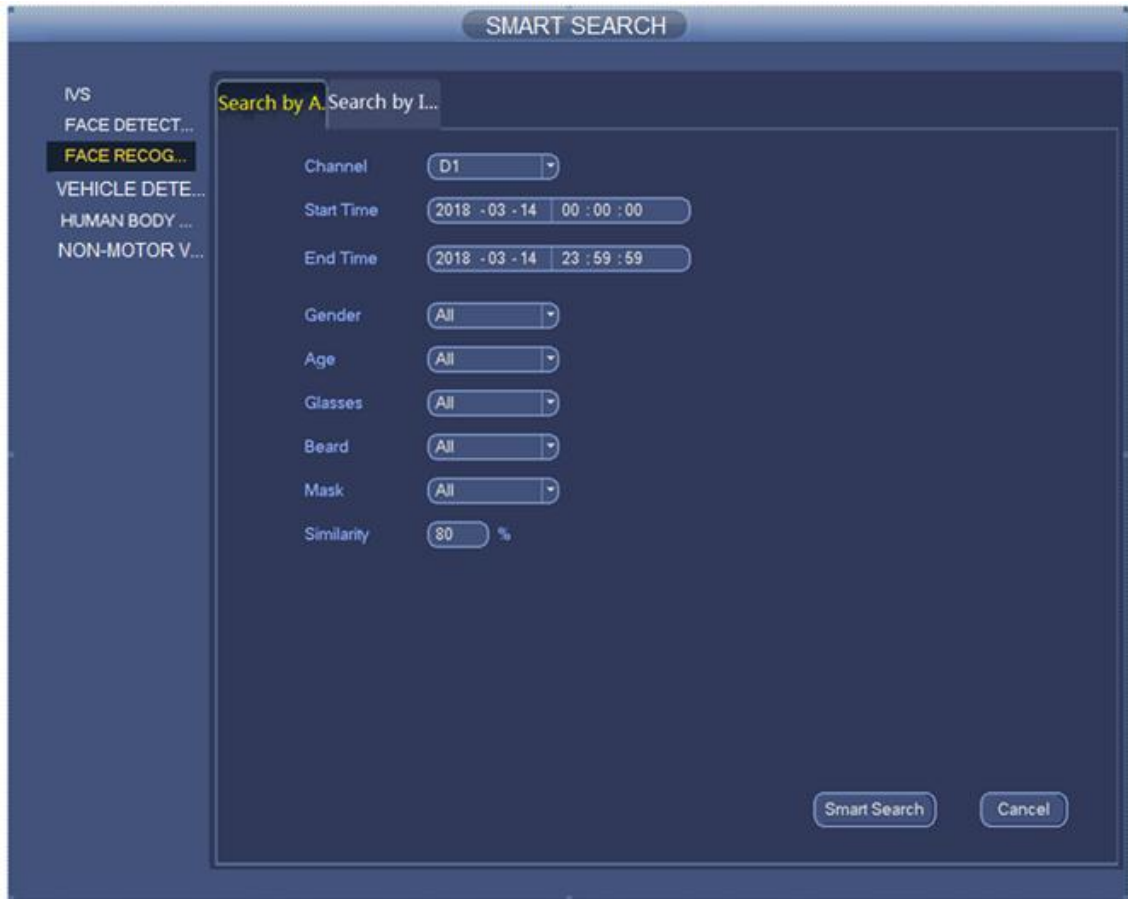 SMART SEARCH
IVS
FACE DETECT...
FACE RECOG...
VEHICLE DETE...
HUMAN BODY ...
NON-MOTOR V...
Search by A. Search by I...
Channel D1
Start Time 2018 -03 -14 00 : 00 : 00
End Time 2018 -03 -14 23 : 59 : 59
Gender All
Age All
Glasses All
Beard All
Mask All
Similarity 80 %
Smart Search Cancel